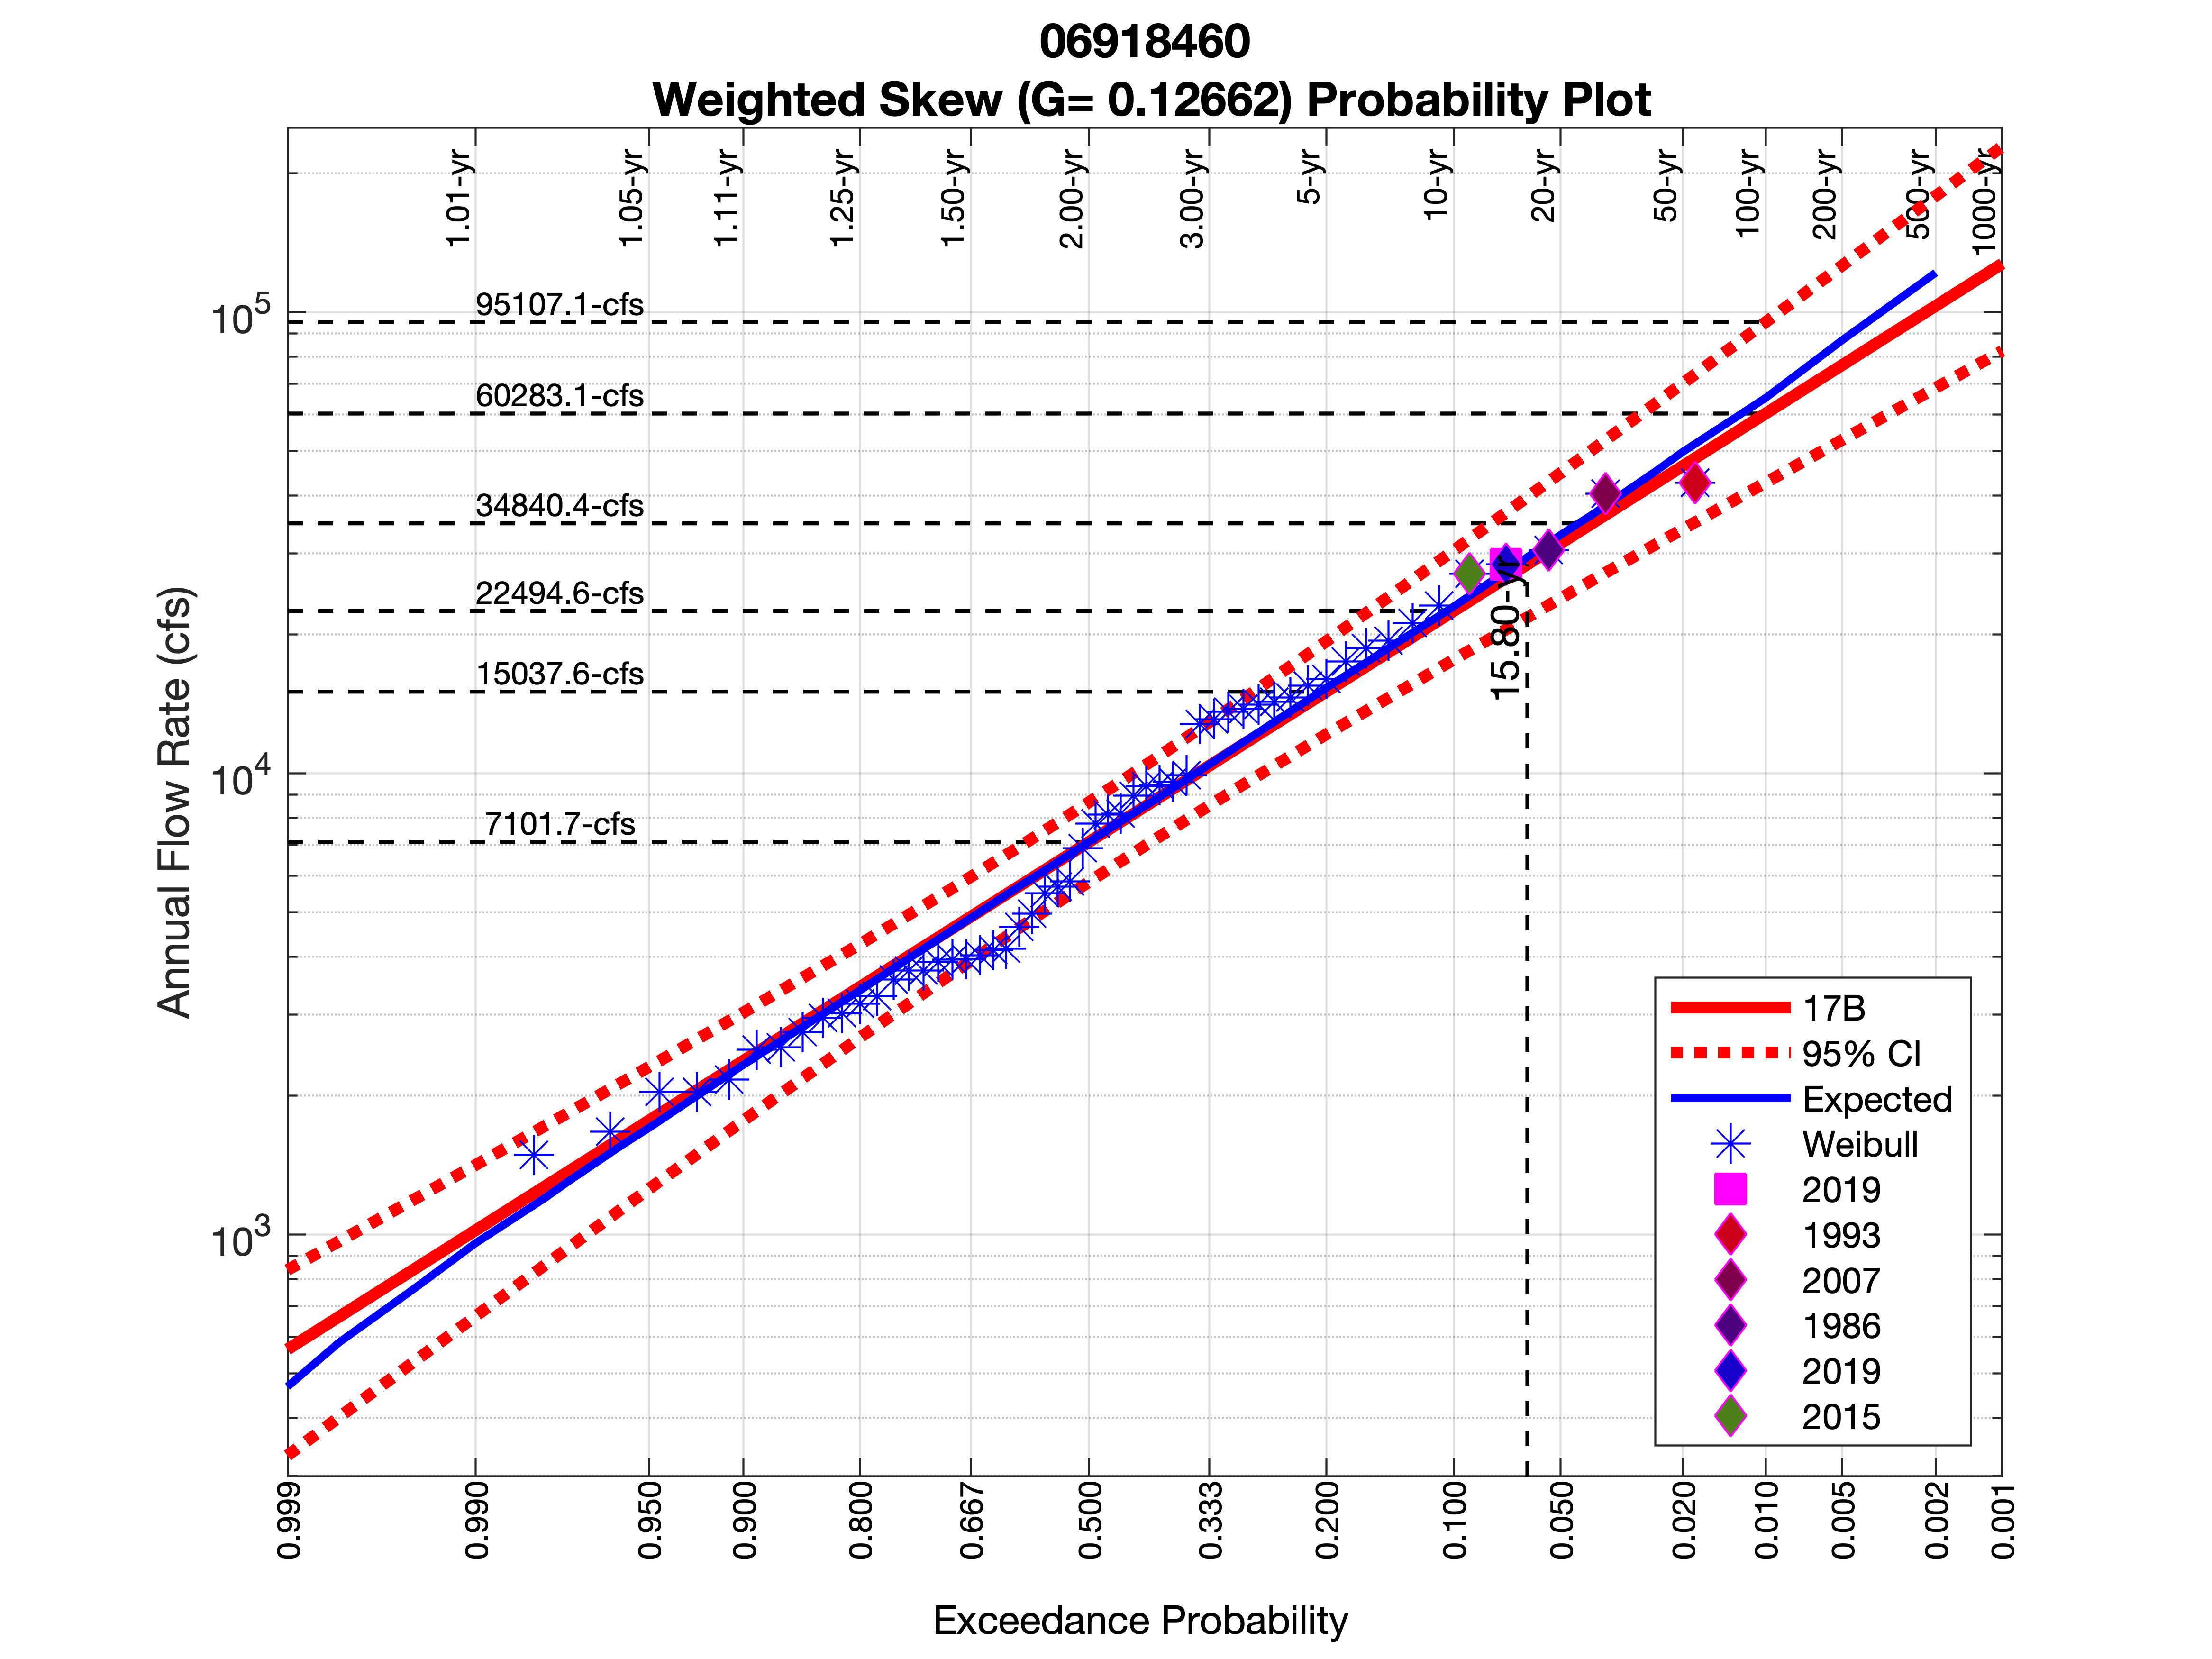 06918460
Weighted Skew (G= 0.12662) Probability Plot
1.01-yr
1.05-yr
1.11-yr
1.25-yr
1.50-yr
2.00-yr
3.00-yr
5-yr
10-yr
20-yr
50-yr
100-yr
200-yr
500-yr
1000-yr
Annual Flow Rate (cfs)
10^5
10^4
10^3
95107.1-cfs
60283.1-cfs
34840.4-cfs
22494.6-cfs
15037.6-cfs
7101.7-cfs
15.80-yr
17B
95% CI
Expected
Weibull
2019
1993
2007
1986
2019
2015
0.999
0.990
0.950
0.900
0.800
0.667
0.500
0.333
0.200
0.100
0.050
0.020
0.010
0.005
0.002
0.001
Exceedance Probability